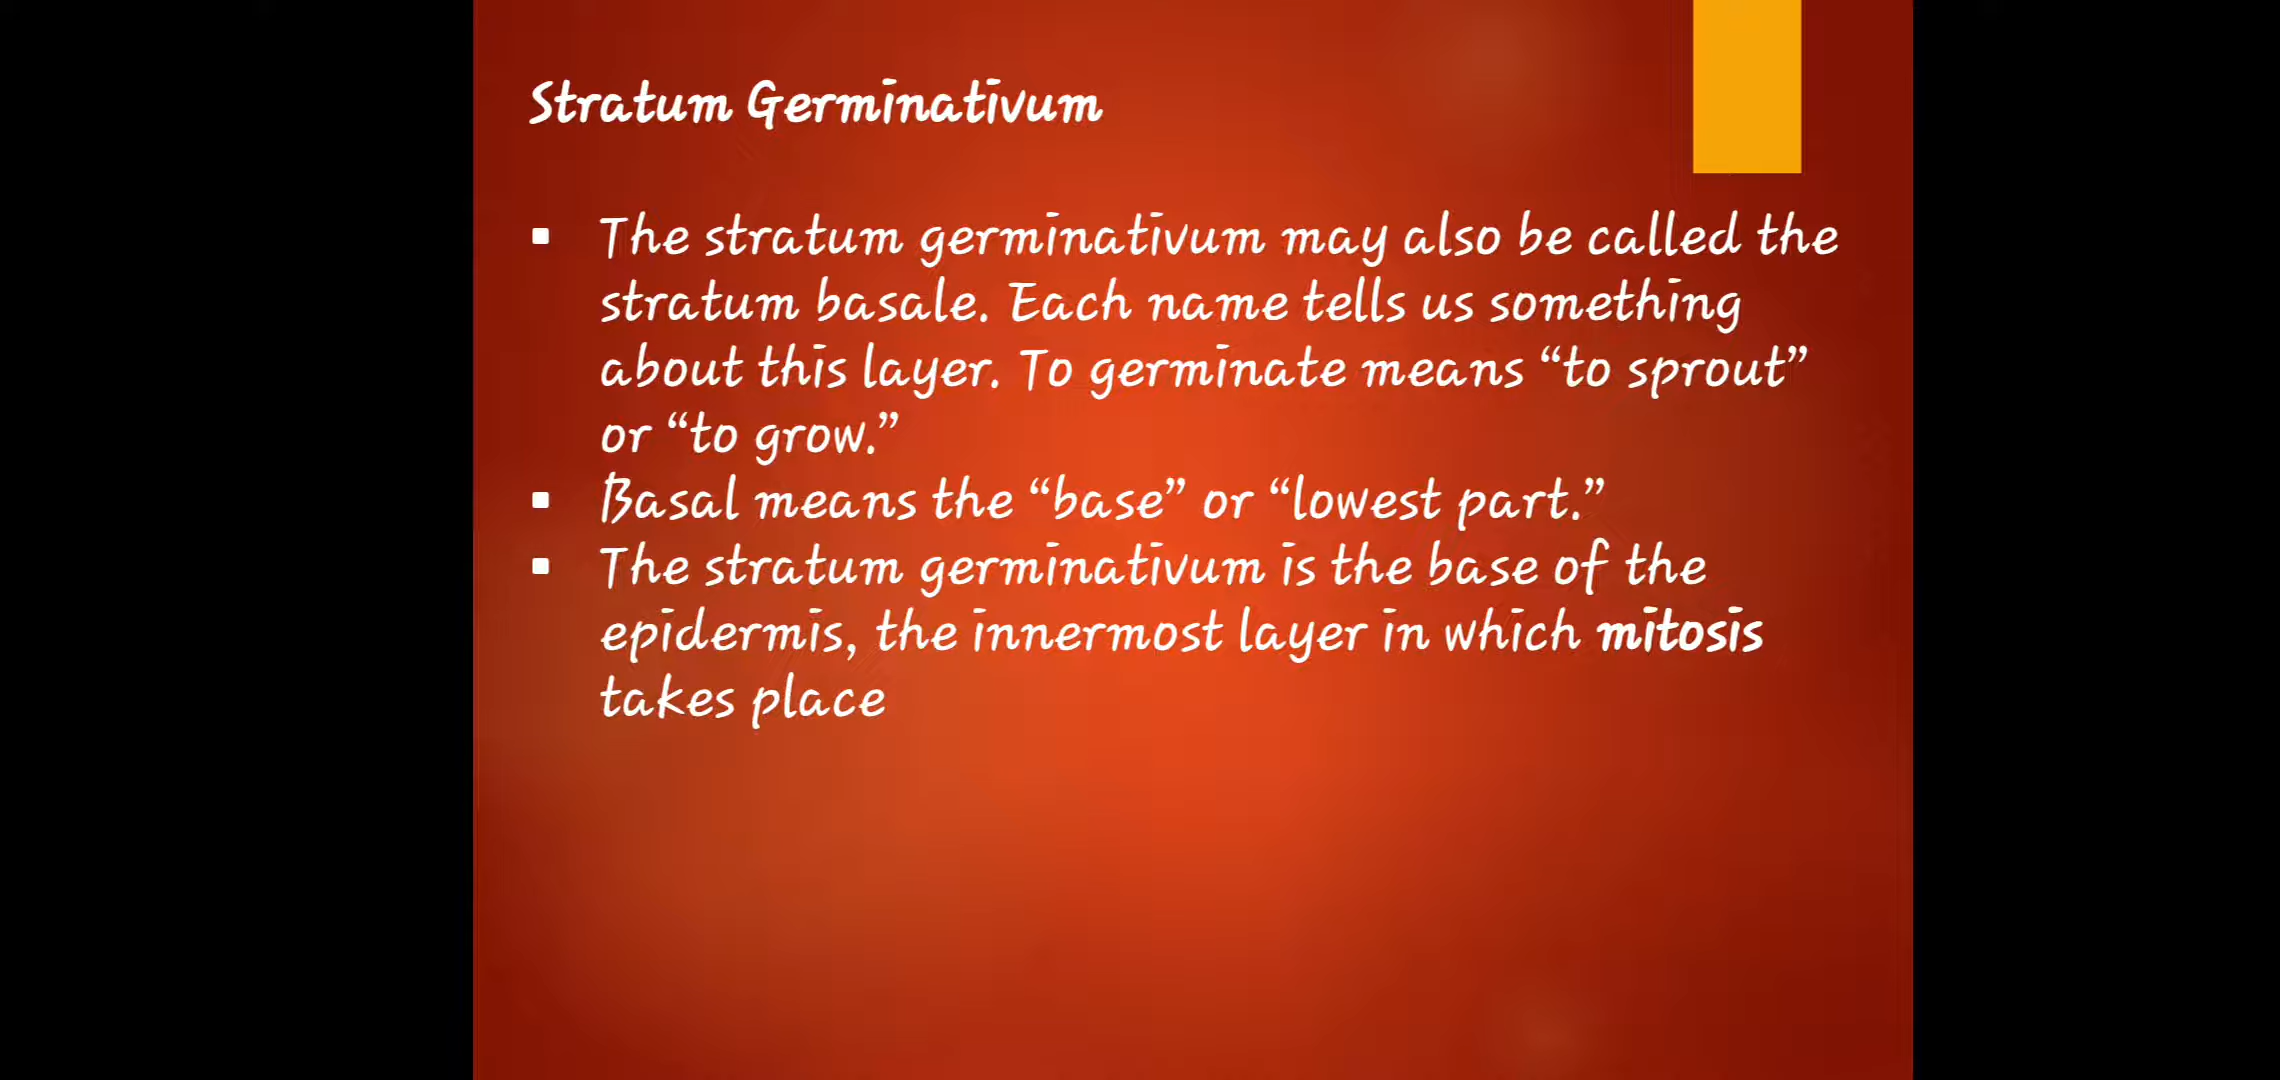 Stratum Germinativum
▪ The stratum germinativum may also be called the
stratum basale. Each name tells us something
about this layer. To germinate means “to sprout”
or “to grow.”
▪ Basal means the “base” or “lowest part.”
▪ The stratum germinativum is the base of the
epidermis, the innermost layer in which mitosis
takes place